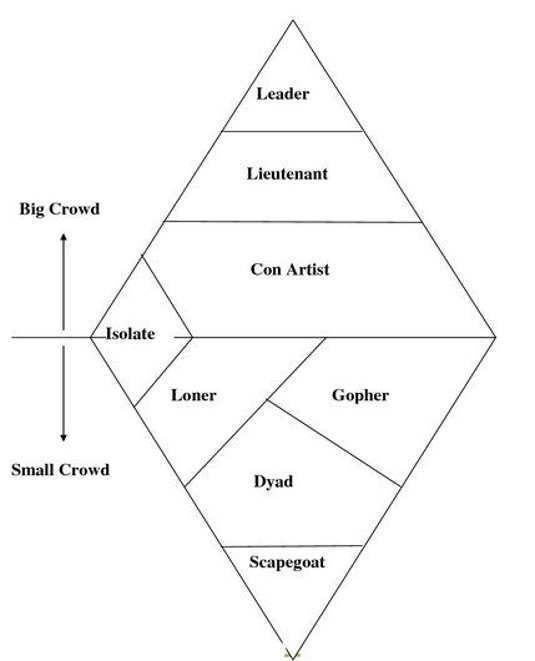 Leader
Lieutenant
Big Crowd
Con Artist
Isolate
Loner
Gopher
Small Crowd
Dyad
Scapegoat